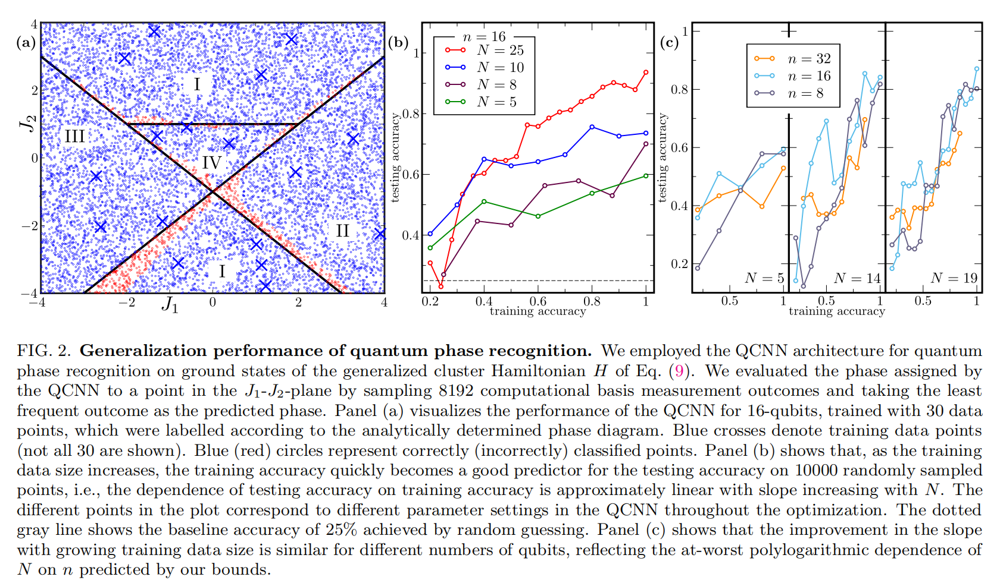 (a)
4
2
0
−2
−4
J2
I
III
IV
II
I
−4
−2
0
2
4
J1
(b)
n = 16
N = 25
N = 10
N = 8
N = 5
1
0.8
0.6
0.4
testing accuracy
0.2
0.4
0.6
0.8
1
training accuracy
(c)
1
0.8
0.6
0.4
0.2
testing accuracy
n = 32
n = 16
n = 8
N = 5
N = 14
N = 19
0.5
1
0.5
1
0.5
1
training accuracy
FIG. 2. Generalization performance of quantum phase recognition. We employed the QCNN architecture for quantum
phase recognition on ground states of the generalized cluster Hamiltonian H of Eq. (9). We evaluated the phase assigned by
the QCNN to a point in the J1-J2-plane by sampling 8192 computational basis measurement outcomes and taking the least
frequent outcome as the predicted phase. Panel (a) visualizes the performance of the QCNN for 16-qubits, trained with 30 data
points, which were labelled according to the analytically determined phase diagram. Blue crosses denote training data points
(not all 30 are shown). Blue (red) circles represent correctly (incorrectly) classified points. Panel (b) shows that, as the training
data size increases, the training accuracy quickly becomes a good predictor for the testing accuracy on 10000 randomly sampled
points, i.e., the dependence of testing accuracy on training accuracy is approximately linear with slope increasing with N. The
different points in the plot correspond to different parameter settings in the QCNN throughout the optimization. The dotted
gray line shows the baseline accuracy of 25% achieved by random guessing. Panel (c) shows that the improvement in the slope
with growing training data size is similar for different numbers of qubits, reflecting the at-worst polylogarithmic dependence of
N on n predicted by our bounds.